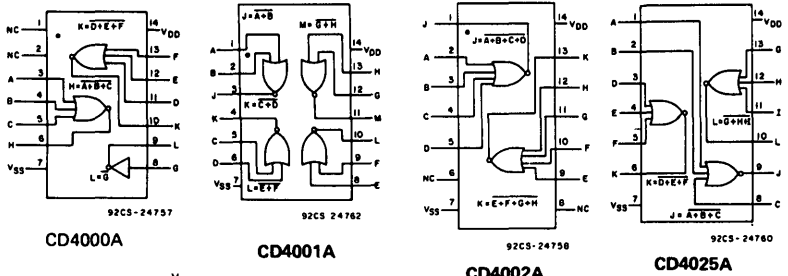 K=D+E+F
NC 1
14 VDD
NC 2
13 F
12 E
A 3
H=A+B+C
B 4
11 D
C 5
10 K
H 6
9 L
VSS 7
L=G
8 G
92CS-24757
CD4000A
J=A+B
M=G+H
A 1
14 VDD
B 2
13 H
J 3
12 G
K=C+D
K 4
11 M
C 5
10 L
D 6
9 F
VSS 7
L=E+F
8 E
92CS 24762
CD4001A
J 1
14 VDD
J=A+B+C+D
A 2
13 K
B 3
12 H
C 4
11 G
D 5
10 F
NC 6
9 E
VSS 7
K=E+F+G+H
8 NC
92CS-24758
CD4002A
A 1
14 VDD
B 2
13 G
D 3
12 H
E 4
11 I
L=G+H+I
F 5
10 L
K 6
9 J
K=D+E+F
VSS 7
8 C
J=A+B+C
92CS-24760
CD4025A